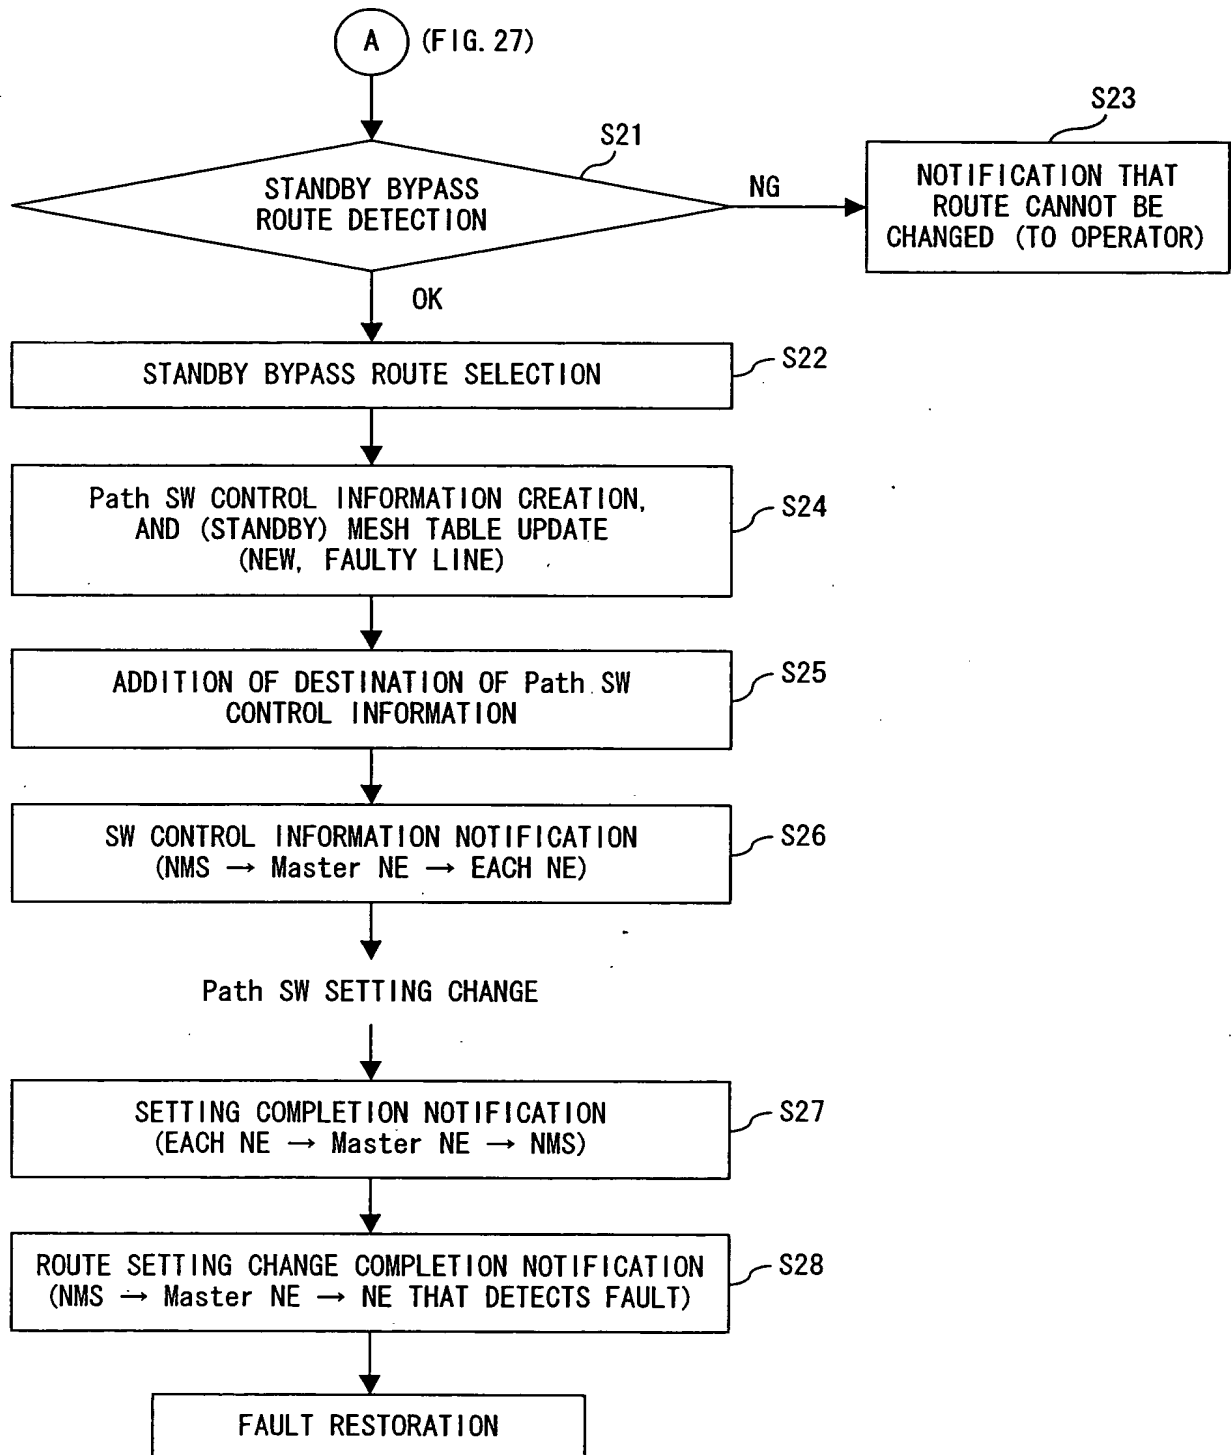 A (FIG. 27)
S21
S23
STANDBY BYPASS
ROUTE DETECTION
NG
NOTIFICATION THAT
ROUTE CANNOT BE
CHANGED (TO OPERATOR)
OK
STANDBY BYPASS ROUTE SELECTION
S22
Path SW CONTROL INFORMATION CREATION,
AND (STANDBY) MESH TABLE UPDATE
(NEW, FAULTY LINE)
S24
ADDITION OF DESTINATION OF Path SW
CONTROL INFORMATION
S25
SW CONTROL INFORMATION NOTIFICATION
(NMS → Master NE → EACH NE)
S26
Path SW SETTING CHANGE
SETTING COMPLETION NOTIFICATION
(EACH NE → Master NE → NMS)
S27
ROUTE SETTING CHANGE COMPLETION NOTIFICATION
(NMS → Master NE → NE THAT DETECTS FAULT)
S28
FAULT RESTORATION